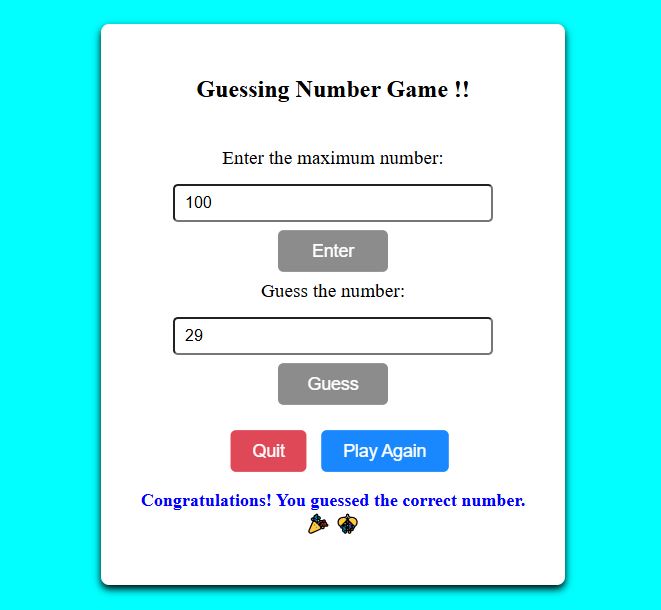 Guessing Number Game !!
Enter the maximum number:
100
Enter
Guess the number:
29
Guess
Quit
Play Again
Congratulations! You guessed the correct number.